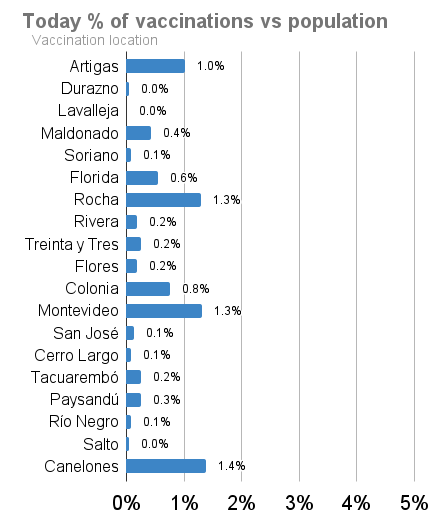 Today % of vaccinations vs population
Vaccination location
Artigas 1.0%
Durazno 0.0%
Lavalleja 0.0%
Maldonado 0.4%
Soriano 0.1%
Florida 0.6%
Rocha 1.3%
Rivera 0.2%
Treinta y Tres 0.2%
Flores 0.2%
Colonia 0.8%
Montevideo 1.3%
San José 0.1%
Cerro Largo 0.1%
Tacuarembó 0.2%
Paysandú 0.3%
Río Negro 0.1%
Salto 0.0%
Canelones 1.4%
0% 1% 2% 3% 4% 5%